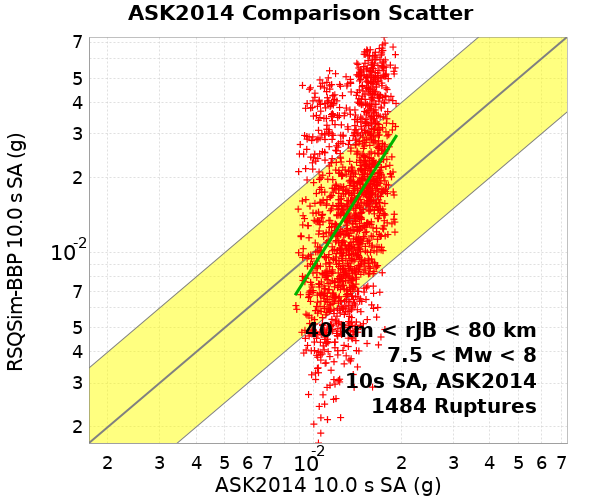 ASK2014 Comparison Scatter
RSQSim-BBP 10.0 s SA (g)
7
5
4
3
2
10-2
7
5
4
3
2
40 km < rJB < 80 km
7.5 < Mw < 8
10s SA, ASK2014
1484 Ruptures
2 3 4 5 6 7 10-2 2 3 4 5 6 7
ASK2014 10.0 s SA (g)